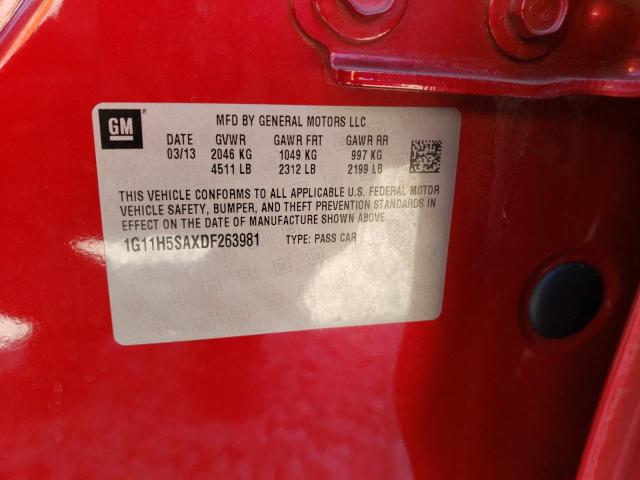 GM
MFD BY GENERAL MOTORS LLC
DATE GVWR GAWR FRT GAWR RR
03/13 2046 KG 1049 KG 997 KG
4511 LB 2312 LB 2199 LB
THIS VEHICLE CONFORMS TO ALL APPLICABLE U.S. FEDERAL MOTOR
VEHICLE SAFETY, BUMPER, AND THEFT PREVENTION STANDARDS IN
EFFECT ON THE DATE OF MANUFACTURE SHOWN ABOVE.
1G11H5SAXDF263981 TYPE: PASS CAR